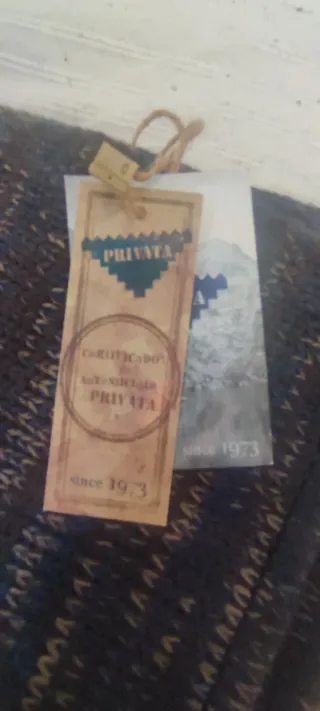 PRIVATA
CERTIFICADO
de
AUTENTICIDAD
PRIVATA
since 1973
A
since 1973